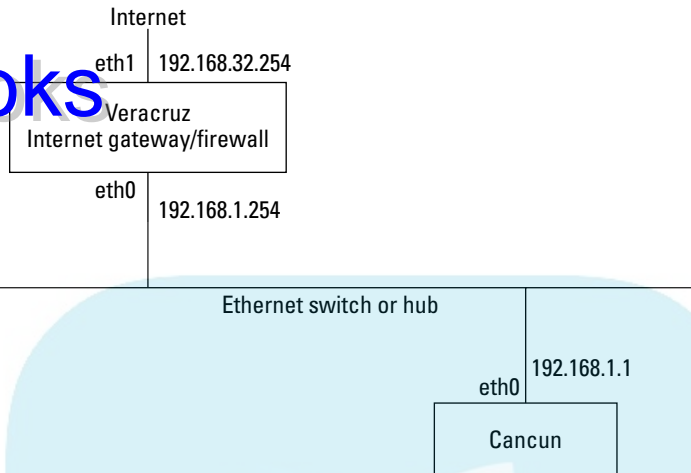 Internet
eth1 192.168.32.254
oks
Veracruz
Internet gateway/firewall
eth0
192.168.1.254
Ethernet switch or hub
192.168.1.1
eth0
Cancun